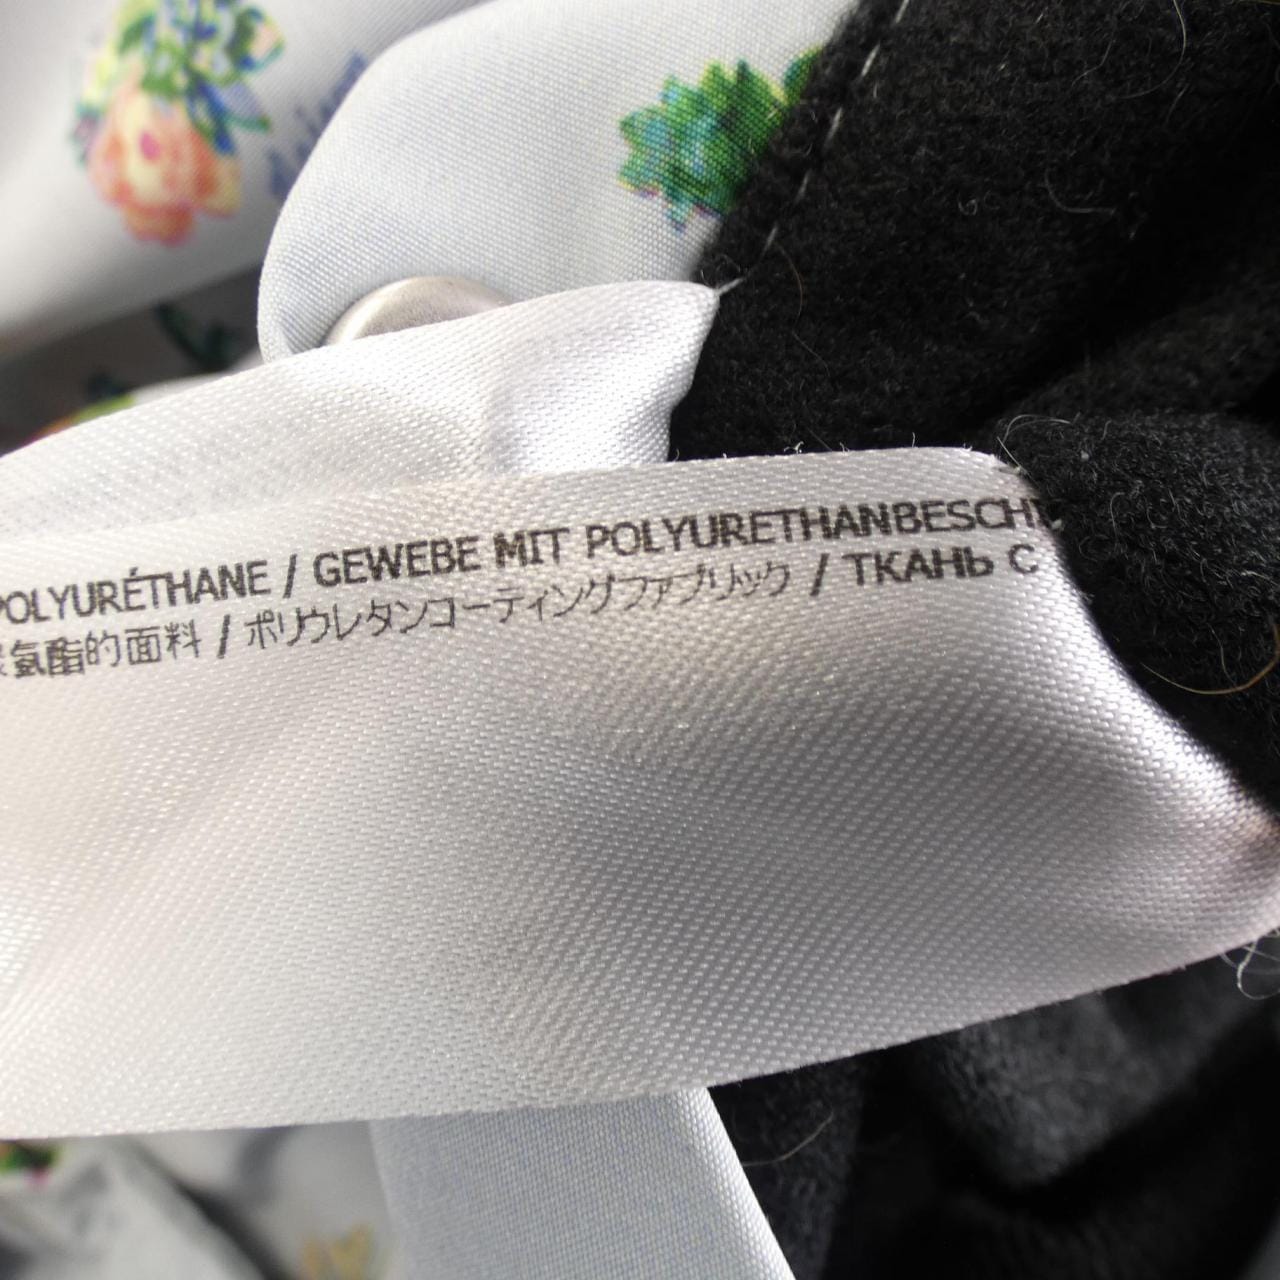 POLYURÉTHANE / GEWEBE MIT POLYURETHANBESCH
氨酯的面料 / ポリウレタンコーティングファブリック / ТКАНЬ С